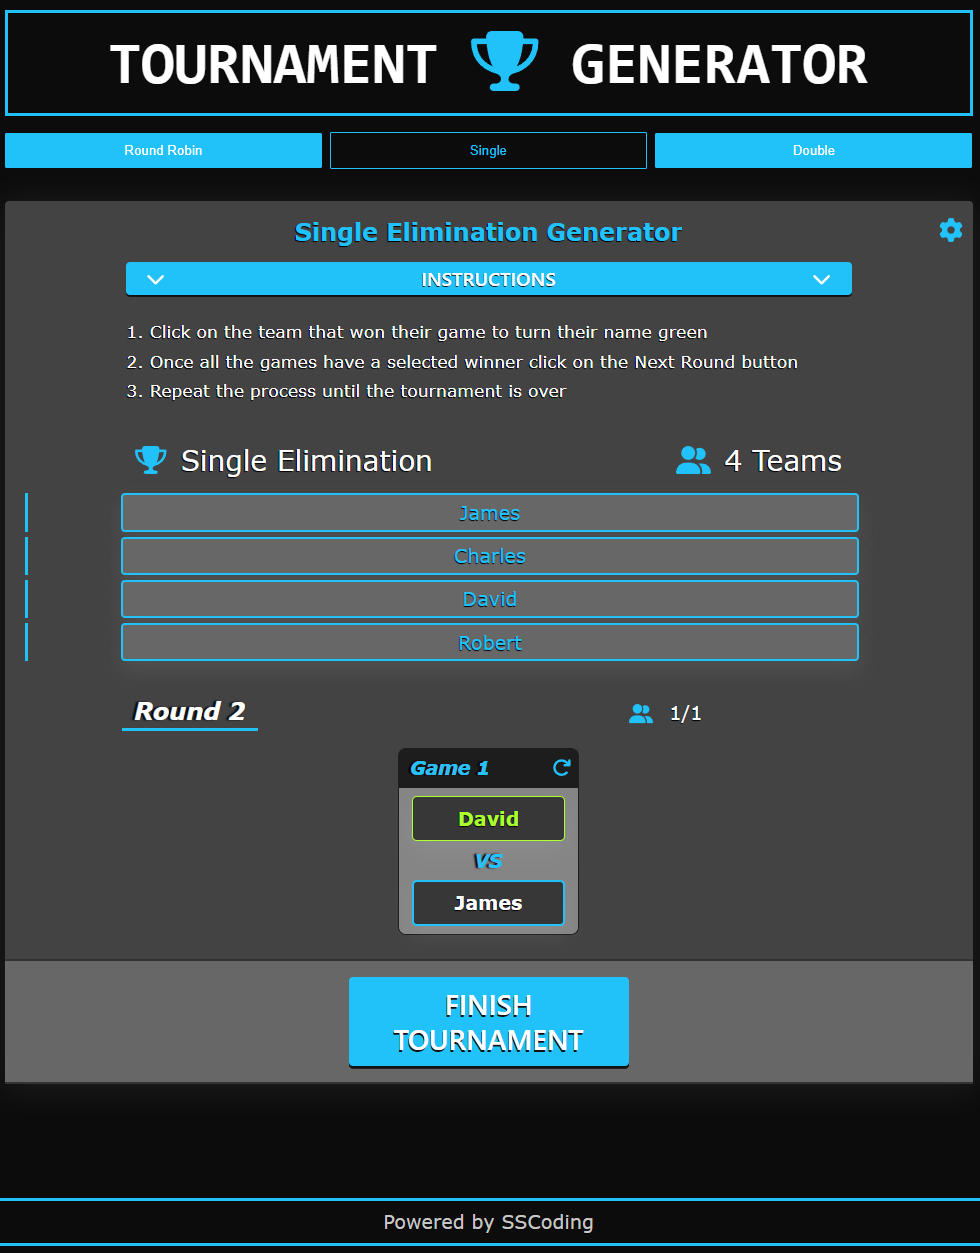 TOURNAMENT GENERATOR
Round Robin Single Double
Single Elimination Generator
INSTRUCTIONS
1. Click on the team that won their game to turn their name green
2. Once all the games have a selected winner click on the Next Round button
3. Repeat the process until the tournament is over
Single Elimination 4 Teams
James
Charles
David
Robert
Round 2 1/1
Game 1
David
VS
James
FINISH
TOURNAMENT
Powered by SSCoding